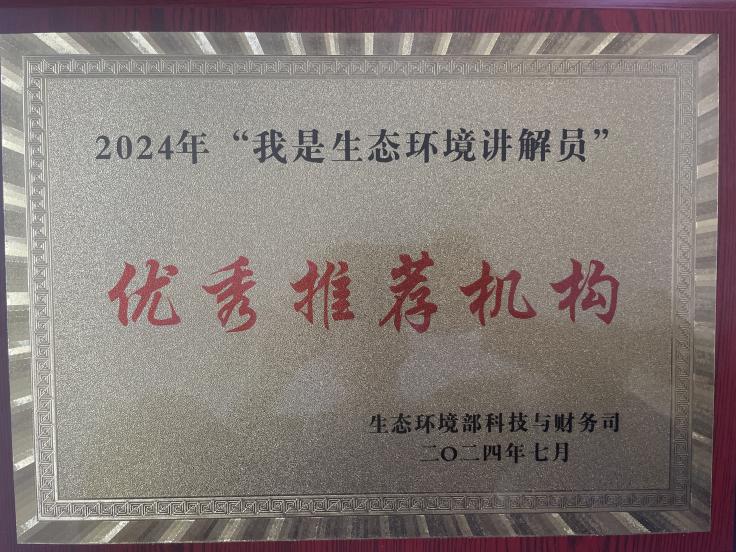 2024年“我是生态环境讲解员”
优秀推荐机构
生态环境部科技与财务司
二〇二四年七月